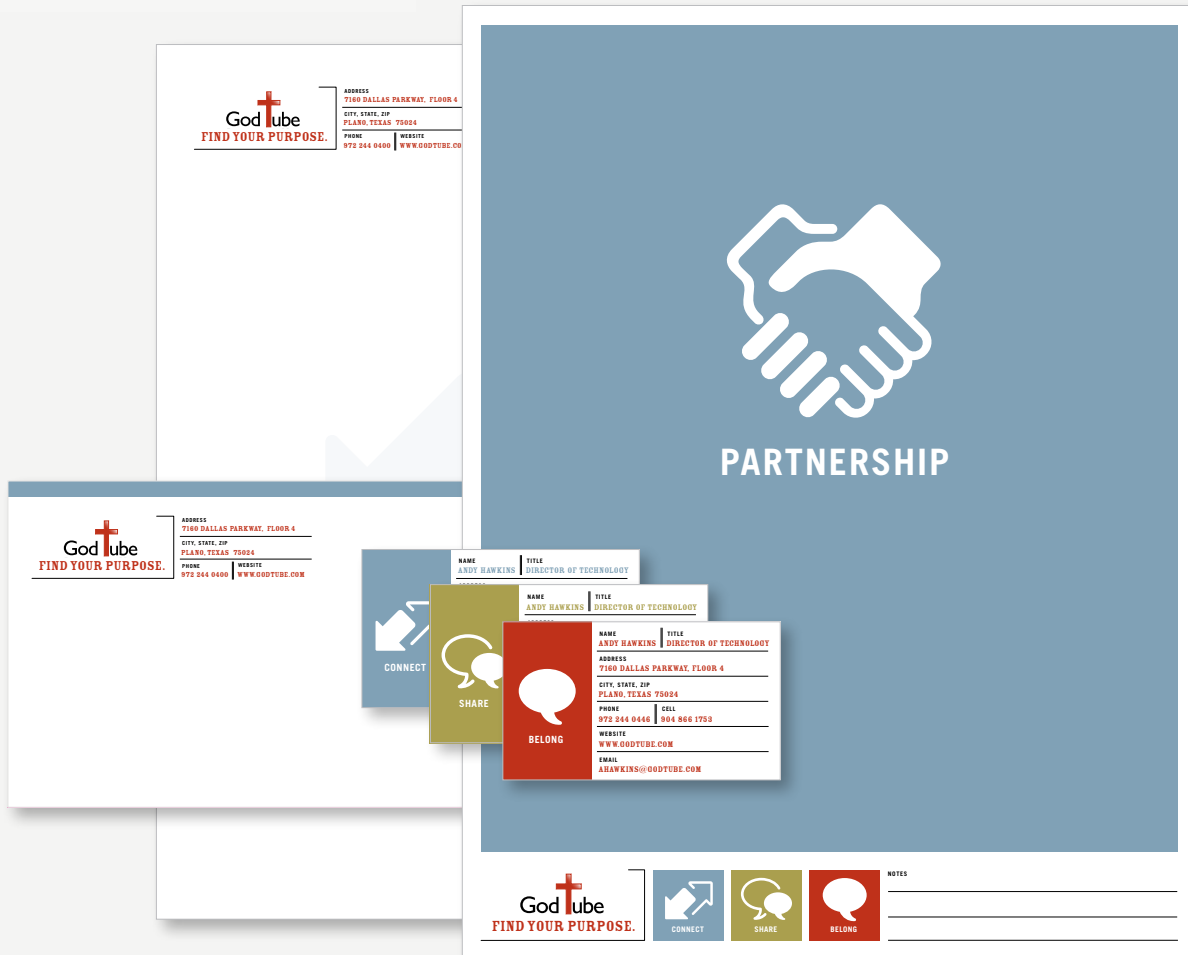 God Tube
FIND YOUR PURPOSE.
ADDRESS
7160 DALLAS PARKWAY, FLOOR 4
CITY, STATE, ZIP
PLANO, TEXAS 75024
PHONE WEBSITE
972 244 0400 WWW.GODTUBE.CO
PARTNERSHIP
God Tube
FIND YOUR PURPOSE.
ADDRESS
7160 DALLAS PARKWAY, FLOOR 4
CITY, STATE, ZIP
PLANO, TEXAS 75024
PHONE WEBSITE
972 244 0400 WWW.GODTUBE.COM
CONNECT
NAME TITLE
ANDY HAWKINS DIRECTOR OF TECHNOLOGY
SHARE
NAME TITLE
ANDY HAWKINS DIRECTOR OF TECHNOLOGY
BELONG
NAME TITLE
ANDY HAWKINS DIRECTOR OF TECHNOLOGY
ADDRESS
7160 DALLAS PARKWAY, FLOOR 4
CITY, STATE, ZIP
PLANO, TEXAS 75024
PHONE CELL
972 244 0446 904 866 1753
WEBSITE
WWW.GODTUBE.COM
EMAIL
AHAWKINS@GODTUBE.COM
God Tube
FIND YOUR PURPOSE.
CONNECT
SHARE
BELONG
NOTES